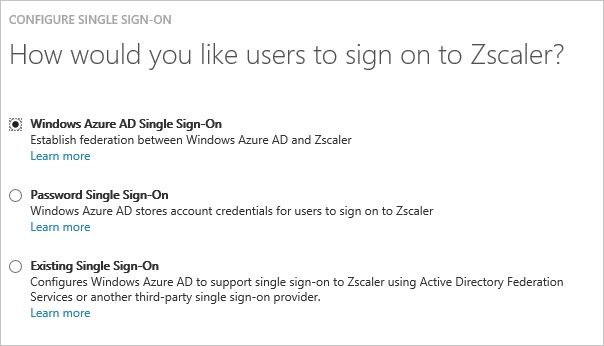 CONFIGURE SINGLE SIGN-ON
How would you like users to sign on to Zscaler?
Windows Azure AD Single Sign-On
Establish federation between Windows Azure AD and Zscaler
Learn more
Password Single Sign-On
Windows Azure AD stores account credentials for users to sign on to Zscaler
Learn more
Existing Single Sign-On
Configures Windows Azure AD to support single sign-on to Zscaler using Active Directory Federation
Services or another third-party single sign-on provider.
Learn more